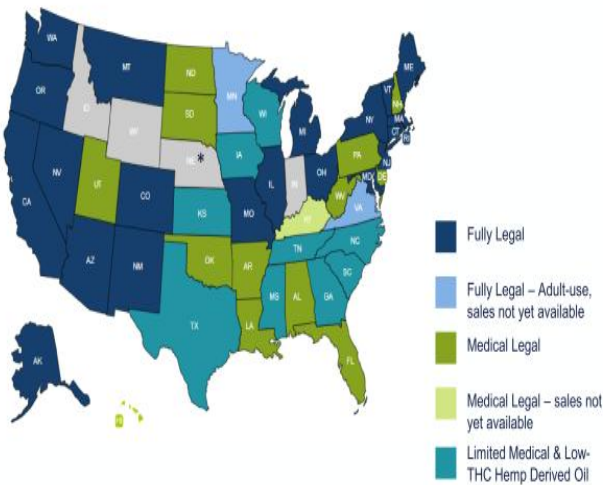 WA
MT
ND
ME
OR
MN
VT
NH
ID
SD
WI
NY
MA
WY
MI
CT
RI
NE*
IA
PA
NJ
NV
UT
IL
IN
OH
MD
DE
CA
CO
KS
MO
WV
VA
KY
AZ
NM
OK
AR
TN
NC
SC
MS
AL
GA
TX
LA
FL
AK
HI
Fully Legal
Fully Legal – Adult-use,
sales not yet available
Medical Legal
Medical Legal – sales not
yet available
Limited Medical & Low-
THC Hemp Derived Oil